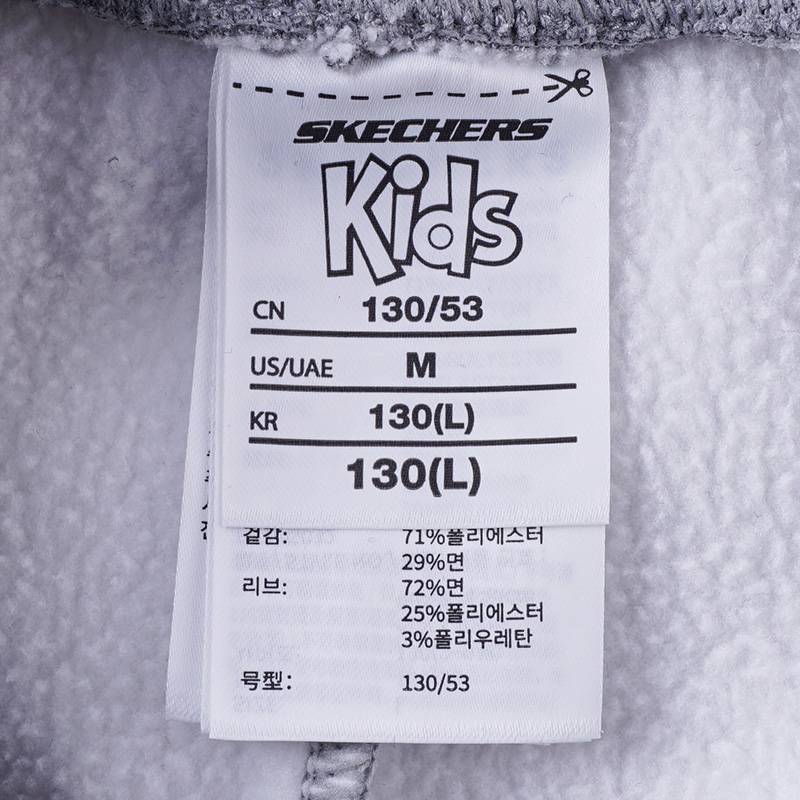 SKECHERS
Kids
CN 130/53
US/UAE M
KR 130(L)
130(L)
겉감: 71%폴리에스터
29%면
리브: 72%면
25%폴리에스터
3%폴리우레탄
号型: 130/53